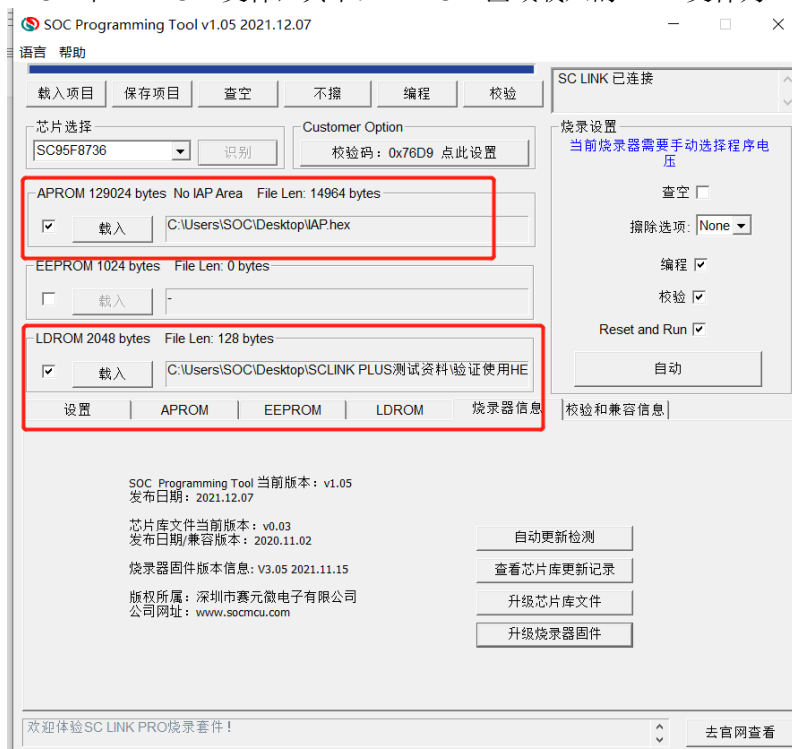 SOC Programming Tool v1.05 2021.12.07
语言 帮助
载入项目 保存项目 查空 不擦 编程 校验
SC LINK 已连接
芯片选择
SC95F8736 识别
Customer Option
校验码：0x76D9 点此设置
烧录设置
当前烧录器需要手动选择程序电
压
查空
擦除选项: None
编程
校验
Reset and Run
自动
APROM 129024 bytes No IAP Area File Len: 14964 bytes
载入 C:\Users\SOC\Desktop\IAP.hex
EEPROM 1024 bytes File Len: 0 bytes
载入 -
LDROM 2048 bytes File Len: 128 bytes
载入 C:\Users\SOC\Desktop\SCLINK PLUS测试资料\验证使用HE
设置 APROM EEPROM LDROM 烧录器信息 校验和兼容信息
SOC Programming Tool 当前版本：v1.05
发布日期：2021.12.07
芯片库文件当前版本：v0.03
发布日期/兼容版本：2020.11.02
烧录器固件版本信息: V3.05 2021.11.15
版权所属：深圳市赛元微电子有限公司
公司网址：www.socmcu.com
自动更新检测
查看芯片库更新记录
升级芯片库文件
升级烧录器固件
欢迎体验SC LINK PRO烧录套件！
去官网查看